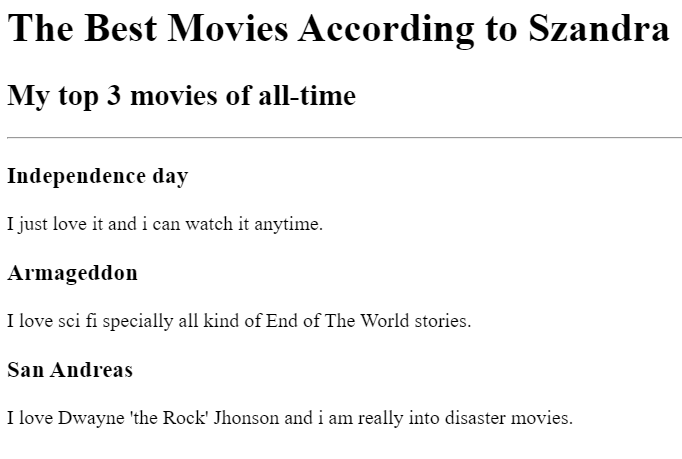 The Best Movies According to Szandra
My top 3 movies of all-time
Independence day
I just love it and i can watch it anytime.
Armageddon
I love sci fi specially all kind of End of The World stories.
San Andreas
I love Dwayne 'the Rock' Jhonson and i am really into disaster movies.